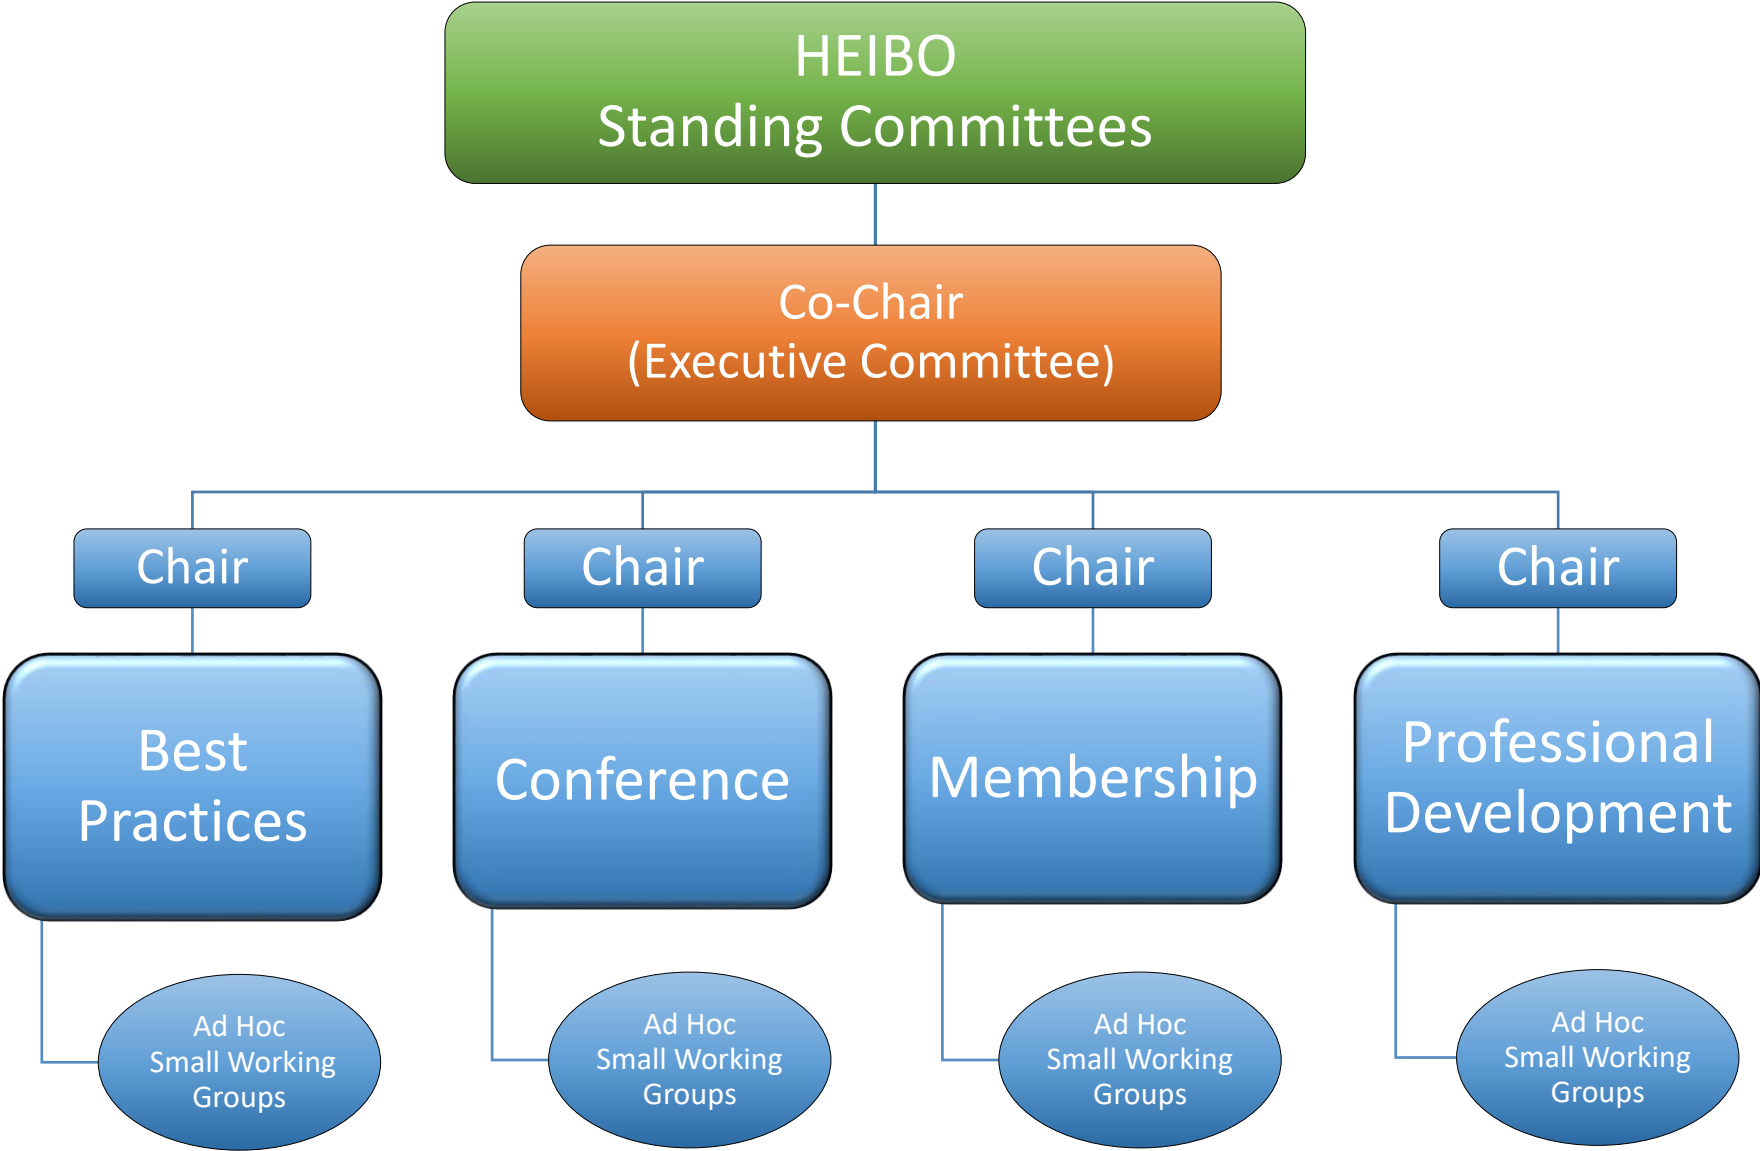 HEIBO
Standing Committees
Co-Chair
(Executive Committee)
Chair
Chair
Chair
Chair
Best
Practices
Conference
Membership
Professional
Development
Ad Hoc
Small Working
Groups
Ad Hoc
Small Working
Groups
Ad Hoc
Small Working
Groups
Ad Hoc
Small Working
Groups